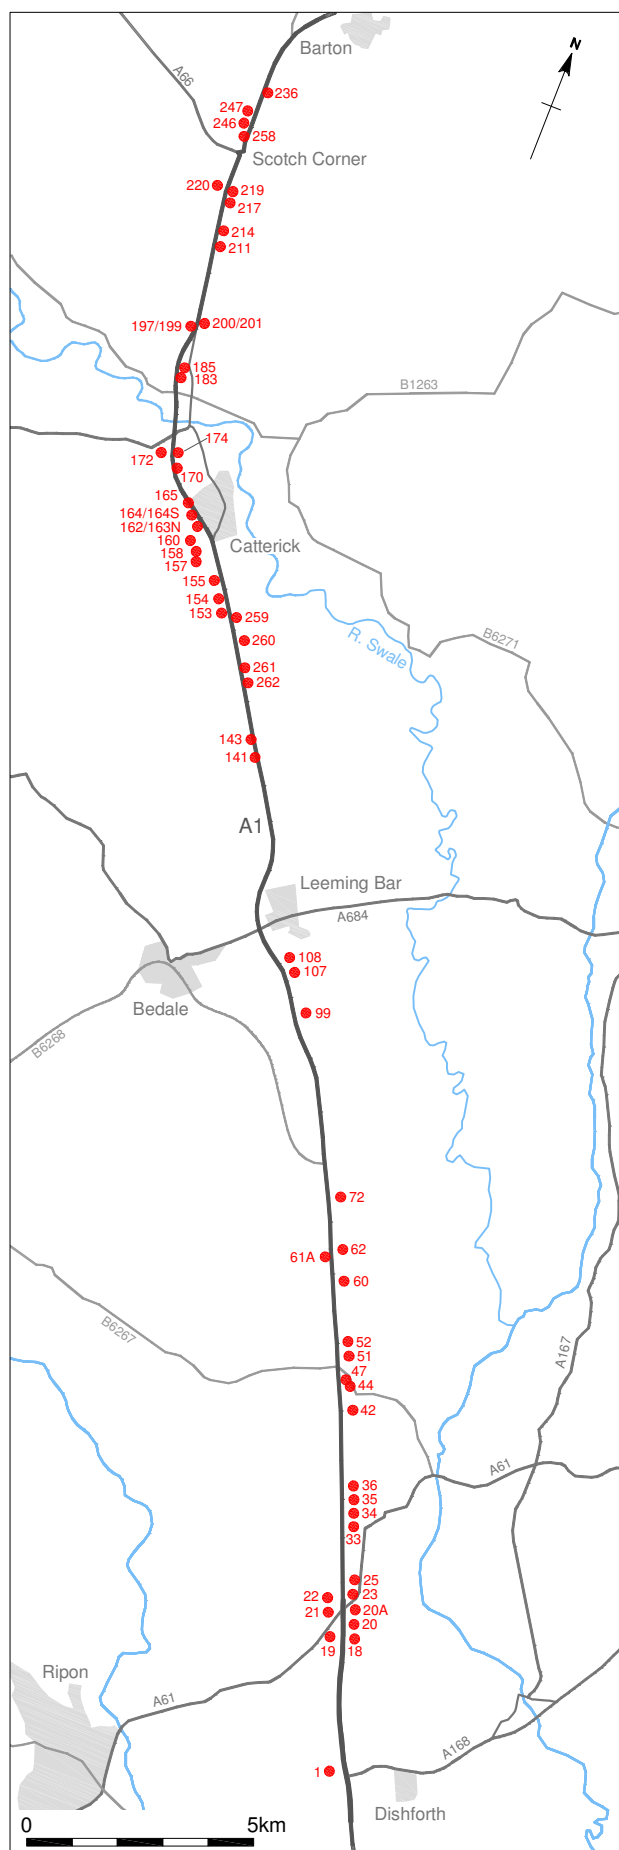 Barton
N
A66
236
247
246
258
Scotch Corner
220
219
217
214
211
197/199
200/201
185
183
B1263
174
172
170
165
164/164S
162/163N
Catterick
160
158
157
155
154
153
259
260
R. Swale
B6271
261
262
143
141
A1
Leeming Bar
A684
108
107
Bedale
99
B6268
72
62
61A
60
B6267
52
51
47
44
A167
42
A61
36
35
34
33
25
22
23
21
20A
20
19
18
Ripon
A61
A168
1
Dishforth
0
5km